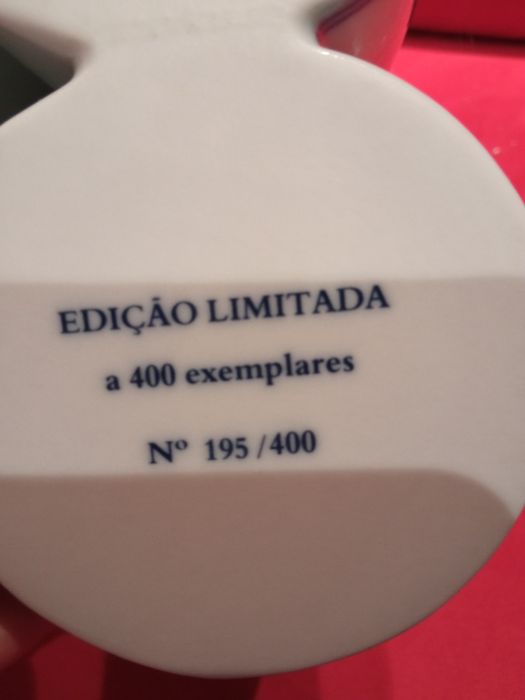 EDIÇÃO LIMITADA
a 400 exemplares
Nº 195 /400